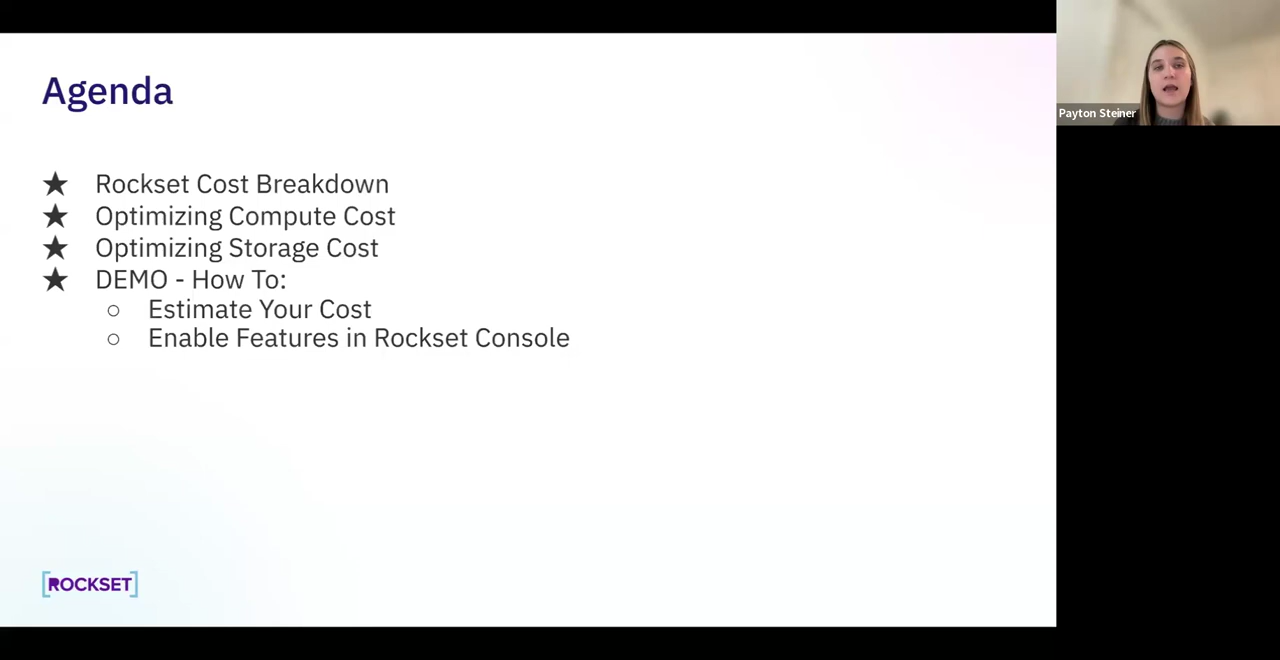 Agenda
★ Rockset Cost Breakdown
★ Optimizing Compute Cost
★ Optimizing Storage Cost
★ DEMO - How To:
○ Estimate Your Cost
○ Enable Features in Rockset Console
[ROCKSET]
Payton Steiner